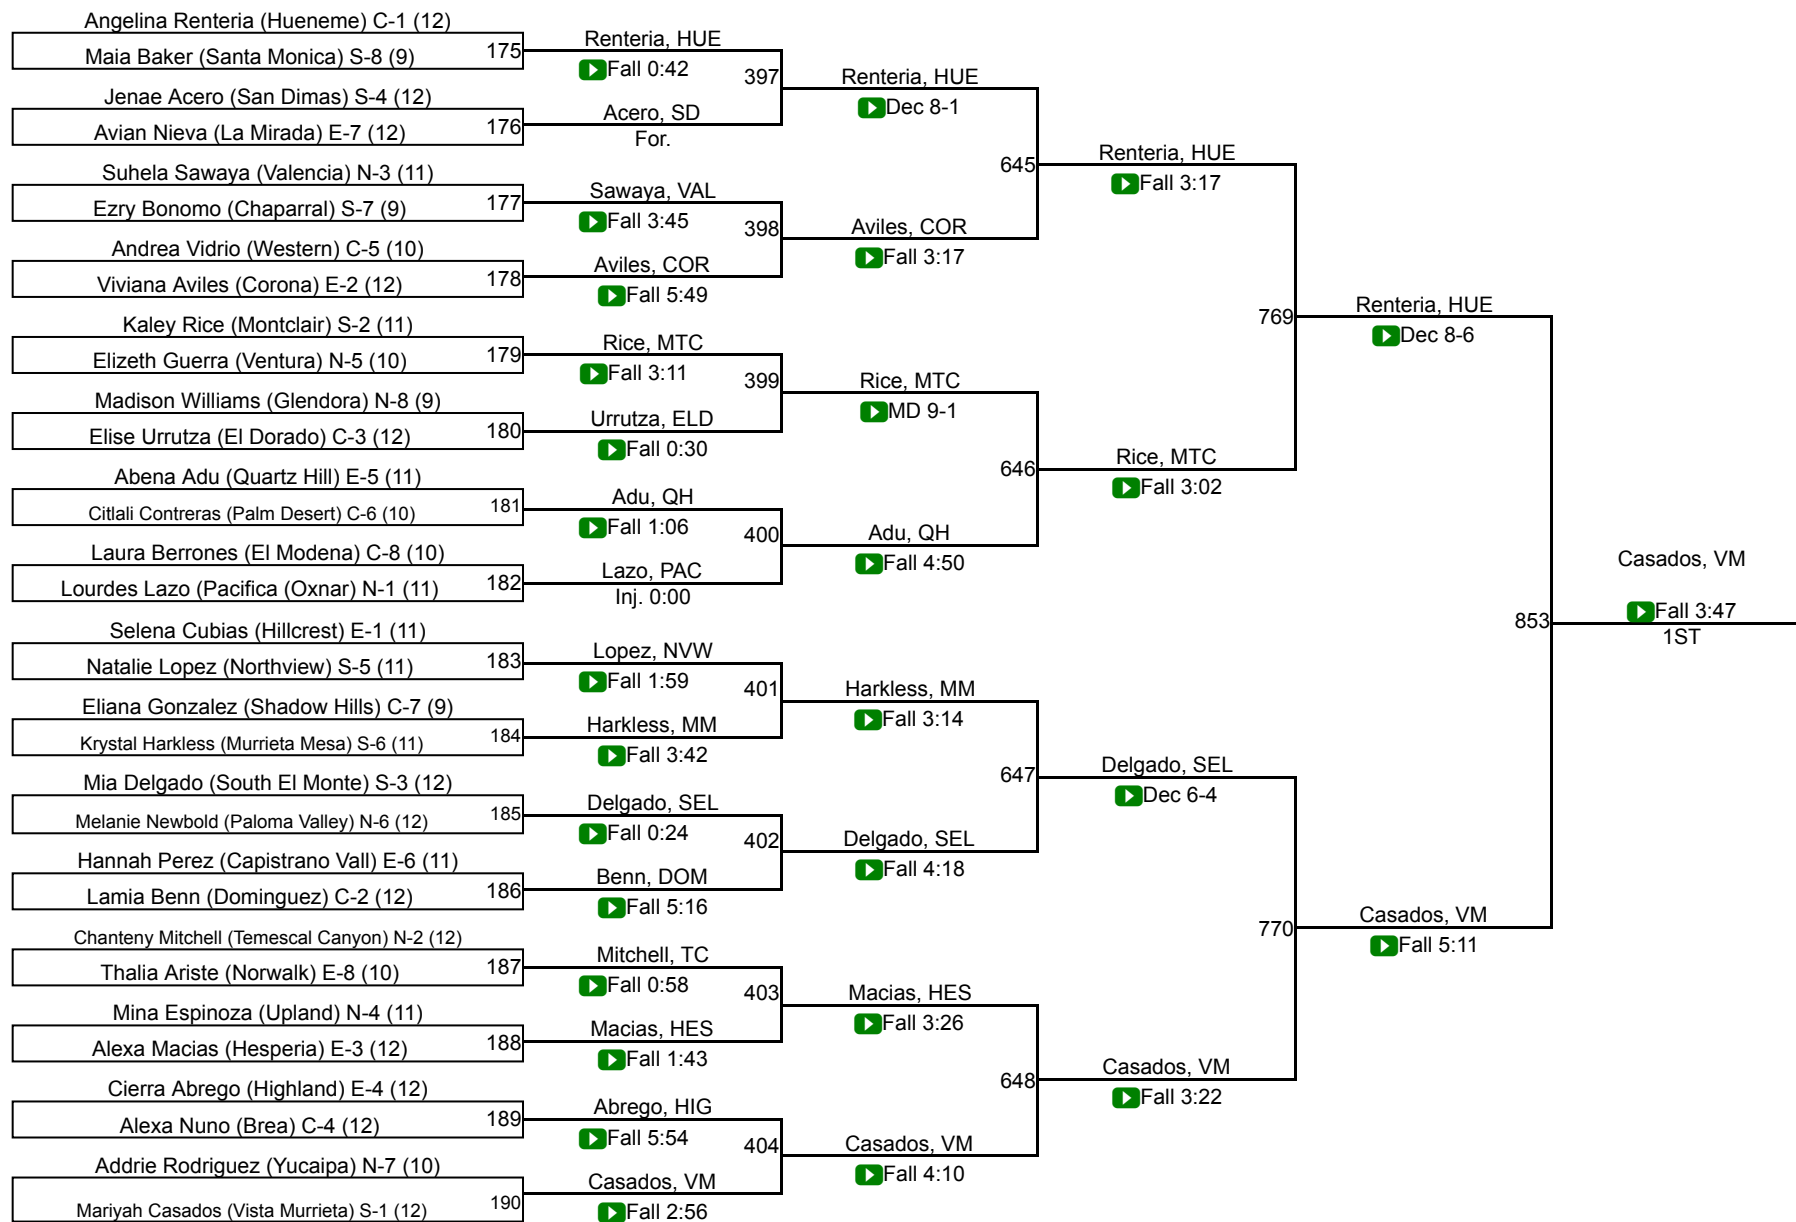 Angelina Renteria (Hueneme) C-1 (12)
Maia Baker (Santa Monica) S-8 (9)
175
Jenae Acero (San Dimas) S-4 (12)
Avian Nieva (La Mirada) E-7 (12)
176
Suhela Sawaya (Valencia) N-3 (11)
Ezry Bonomo (Chaparral) S-7 (9)
177
Andrea Vidrio (Western) C-5 (10)
Viviana Aviles (Corona) E-2 (12)
178
Kaley Rice (Montclair) S-2 (11)
Elizeth Guerra (Ventura) N-5 (10)
179
Madison Williams (Glendora) N-8 (9)
Elise Urrutza (El Dorado) C-3 (12)
180
Abena Adu (Quartz Hill) E-5 (11)
Citlali Contreras (Palm Desert) C-6 (10)
181
Laura Berrones (El Modena) C-8 (10)
Lourdes Lazo (Pacifica (Oxnar) N-1 (11)
182
Selena Cubias (Hillcrest) E-1 (11)
Natalie Lopez (Northview) S-5 (11)
183
Eliana Gonzalez (Shadow Hills) C-7 (9)
Krystal Harkless (Murrieta Mesa) S-6 (11)
184
Mia Delgado (South El Monte) S-3 (12)
Melanie Newbold (Paloma Valley) N-6 (12)
185
Hannah Perez (Capistrano Vall) E-6 (11)
Lamia Benn (Dominguez) C-2 (12)
186
Chanteny Mitchell (Temescal Canyon) N-2 (12)
Thalia Ariste (Norwalk) E-8 (10)
187
Mina Espinoza (Upland) N-4 (11)
Alexa Macias (Hesperia) E-3 (12)
188
Cierra Abrego (Highland) E-4 (12)
Alexa Nuno (Brea) C-4 (12)
189
Addrie Rodriguez (Yucaipa) N-7 (10)
Mariyah Casados (Vista Murrieta) S-1 (12)
190
Renteria, HUE
Fall 0:42
397
Acero, SD
For.
Sawaya, VAL
Fall 3:45
398
Aviles, COR
Fall 5:49
Rice, MTC
Fall 3:11
399
Urrutza, ELD
Fall 0:30
Adu, QH
Fall 1:06
400
Lazo, PAC
Inj. 0:00
Lopez, NVW
Fall 1:59
401
Harkless, MM
Fall 3:42
Delgado, SEL
Fall 0:24
402
Benn, DOM
Fall 5:16
Mitchell, TC
Fall 0:58
403
Macias, HES
Fall 1:43
Abrego, HIG
Fall 5:54
404
Casados, VM
Fall 2:56
Renteria, HUE
Dec 8-1
645
Aviles, COR
Fall 3:17
Rice, MTC
MD 9-1
646
Adu, QH
Fall 4:50
Harkless, MM
Fall 3:14
647
Delgado, SEL
Fall 4:18
Macias, HES
Fall 3:26
648
Casados, VM
Fall 4:10
Renteria, HUE
Fall 3:17
769
Rice, MTC
Fall 3:02
Delgado, SEL
Dec 6-4
770
Casados, VM
Fall 3:22
Renteria, HUE
Dec 8-6
853
Casados, VM
Fall 5:11
Casados, VM
Fall 3:47
1ST